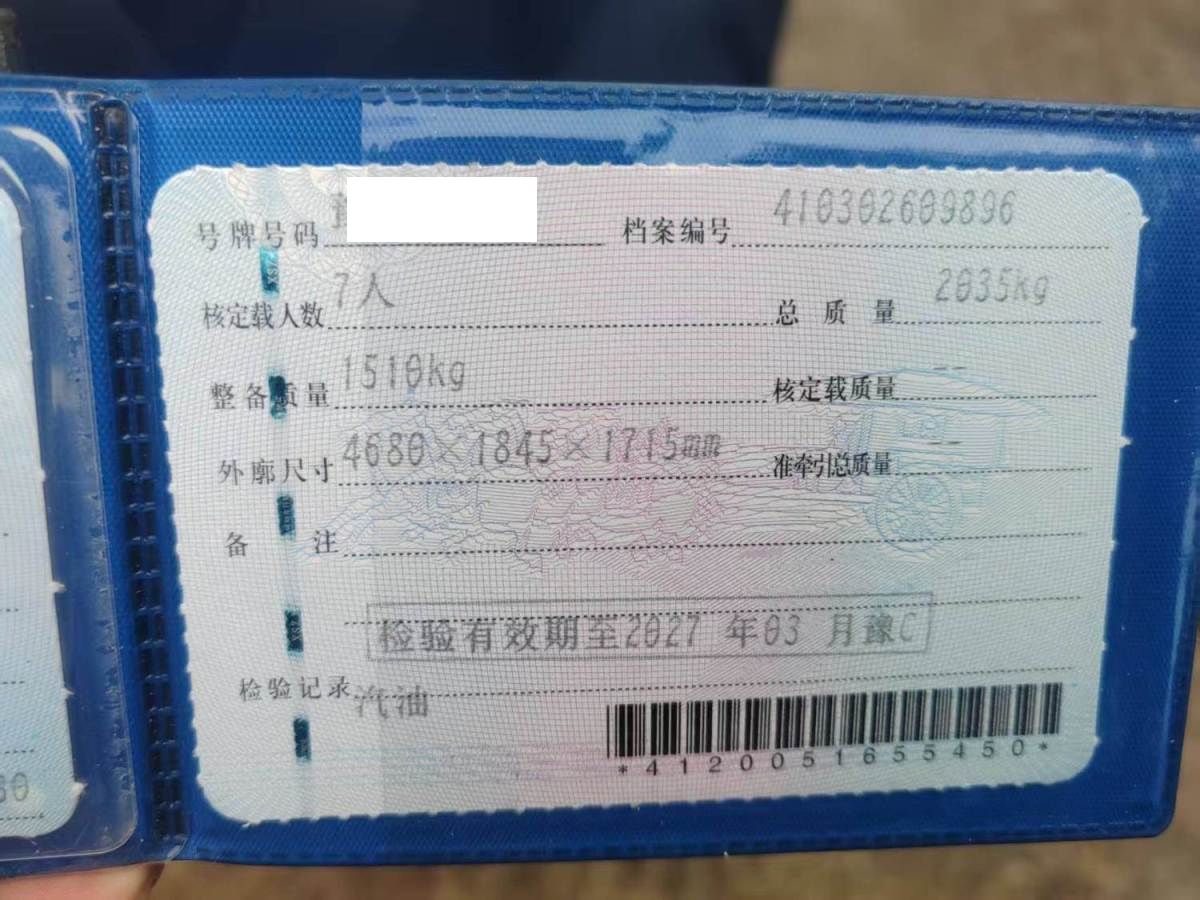 号牌号码 豫 档案编号 410302609896
核定载人数 7人 总质量 2035kg
整备质量 1510kg 核定载质量 --
外廓尺寸 4680×1845×1715mm 准牵引总质量 --
备注
检验有效期至2027 年03 月豫C
检验记录 汽油
*4120051655450*
30